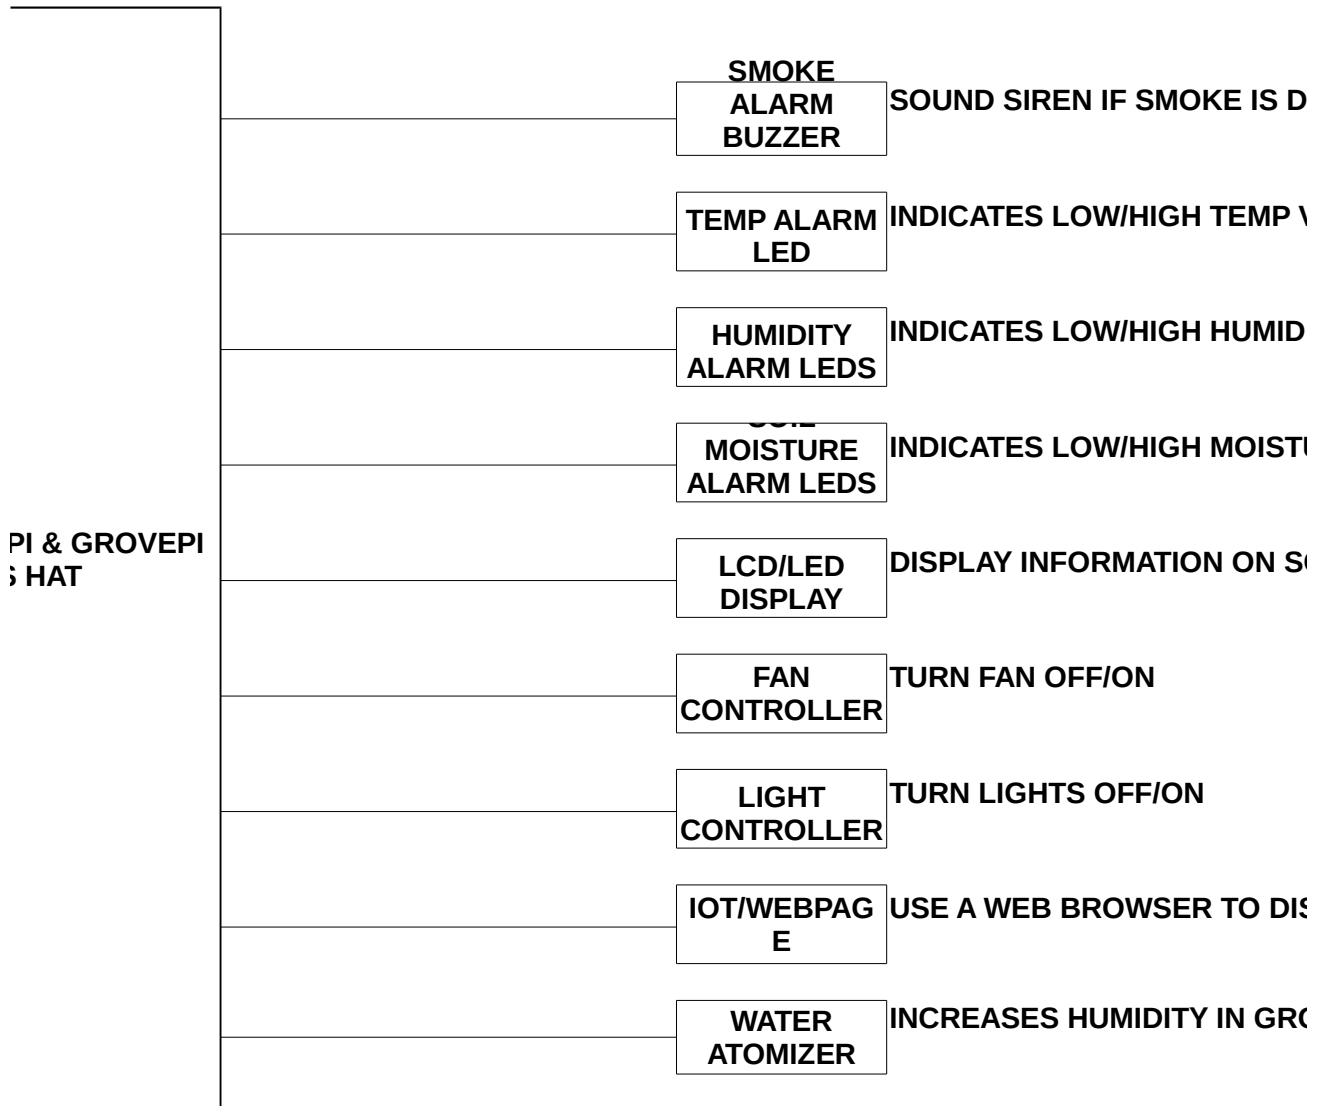 SMOKE
ALARM
BUZZER
SOUND SIREN IF SMOKE IS D
TEMP ALARM
LED
INDICATES LOW/HIGH TEMP
HUMIDITY
ALARM LEDS
INDICATES LOW/HIGH HUMID
MOISTURE
ALARM LEDS
INDICATES LOW/HIGH MOIST
PI & GROVEPI
HAT
LCD/LED
DISPLAY
DISPLAY INFORMATION ON
FAN
CONTROLLER
TURN FAN OFF/ON
LIGHT
CONTROLLER
TURN LIGHTS OFF/ON
IOT/WEBPAG
E
USE A WEB BROWSER TO DIS
WATER
ATOMIZER
INCREASES HUMIDITY IN GRO